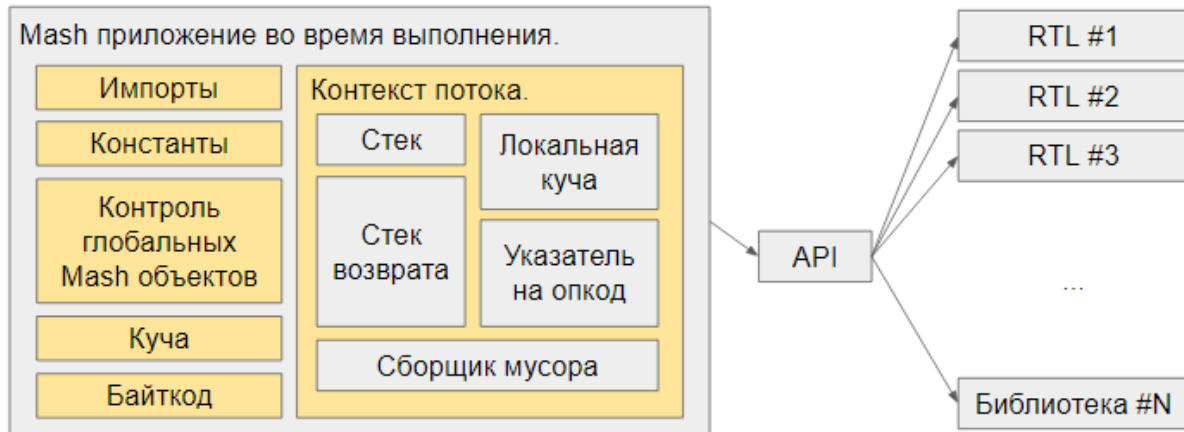 Mash приложение во время выполнения.
Импорты
Константы
Контроль
глобальных
Mash объектов
Куча
Байткод
Контекст потока.
Стек
Локальная
куча
Стек
возврата
Указатель
на опкод
Сборщик мусора
API
RTL #1
RTL #2
RTL #3
...
Библиотека #N